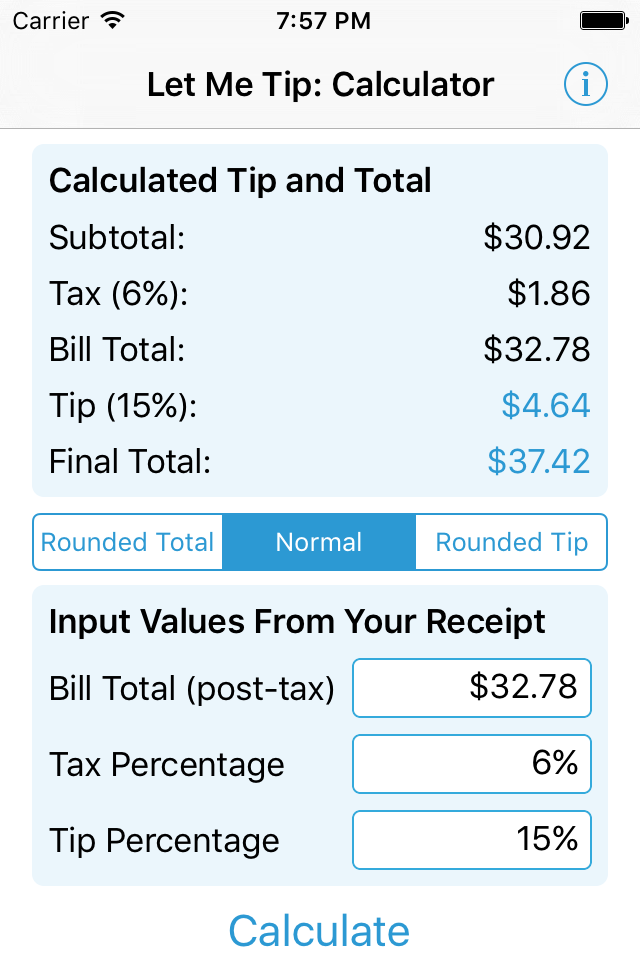 Carrier 7:57 PM
Let Me Tip: Calculator i
Calculated Tip and Total
Subtotal: $30.92
Tax (6%): $1.86
Bill Total: $32.78
Tip (15%): $4.64
Final Total: $37.42
Rounded Total Normal Rounded Tip
Input Values From Your Receipt
Bill Total (post-tax) $32.78
Tax Percentage 6%
Tip Percentage 15%
Calculate